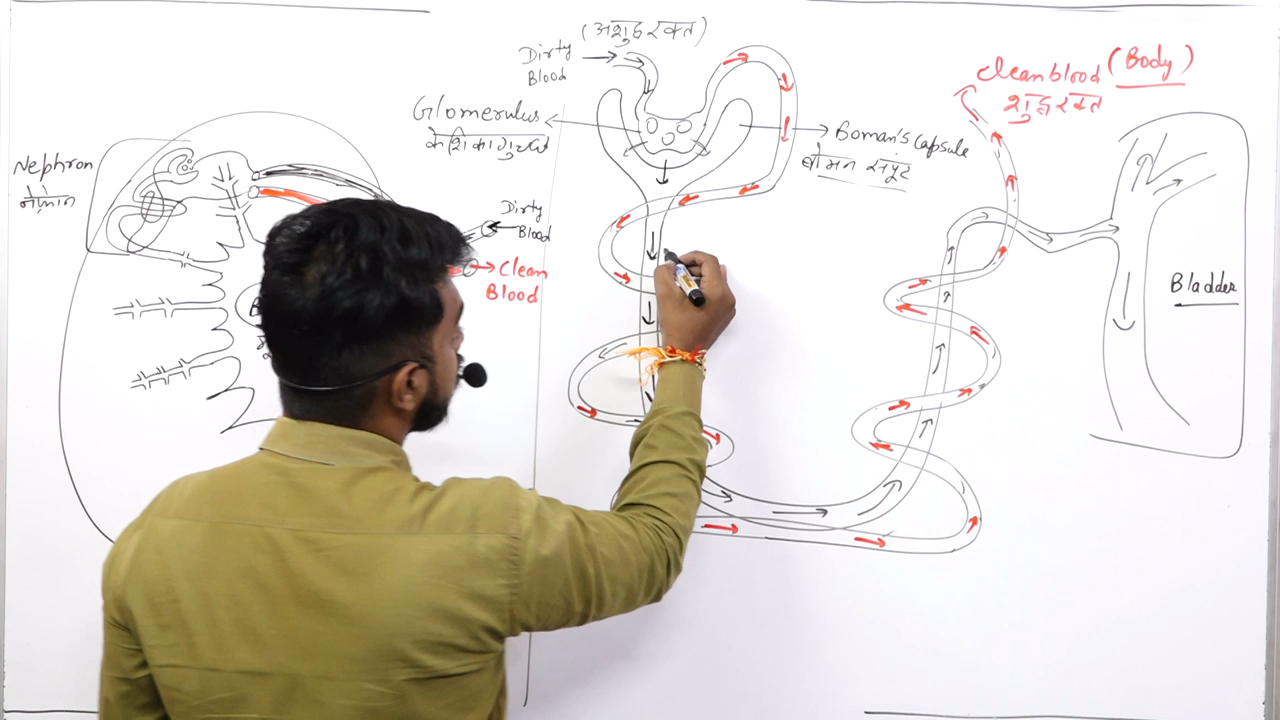 (अशुद्ध रक्त)
Dirty
Blood
Glomerulus
केशिकागुच्छ
Boman's Capsule
बोमन संपूट
Clean blood (Body)
शुद्ध रक्त
Nephron
Dirty
Blood
Clean
Blood
Bladder